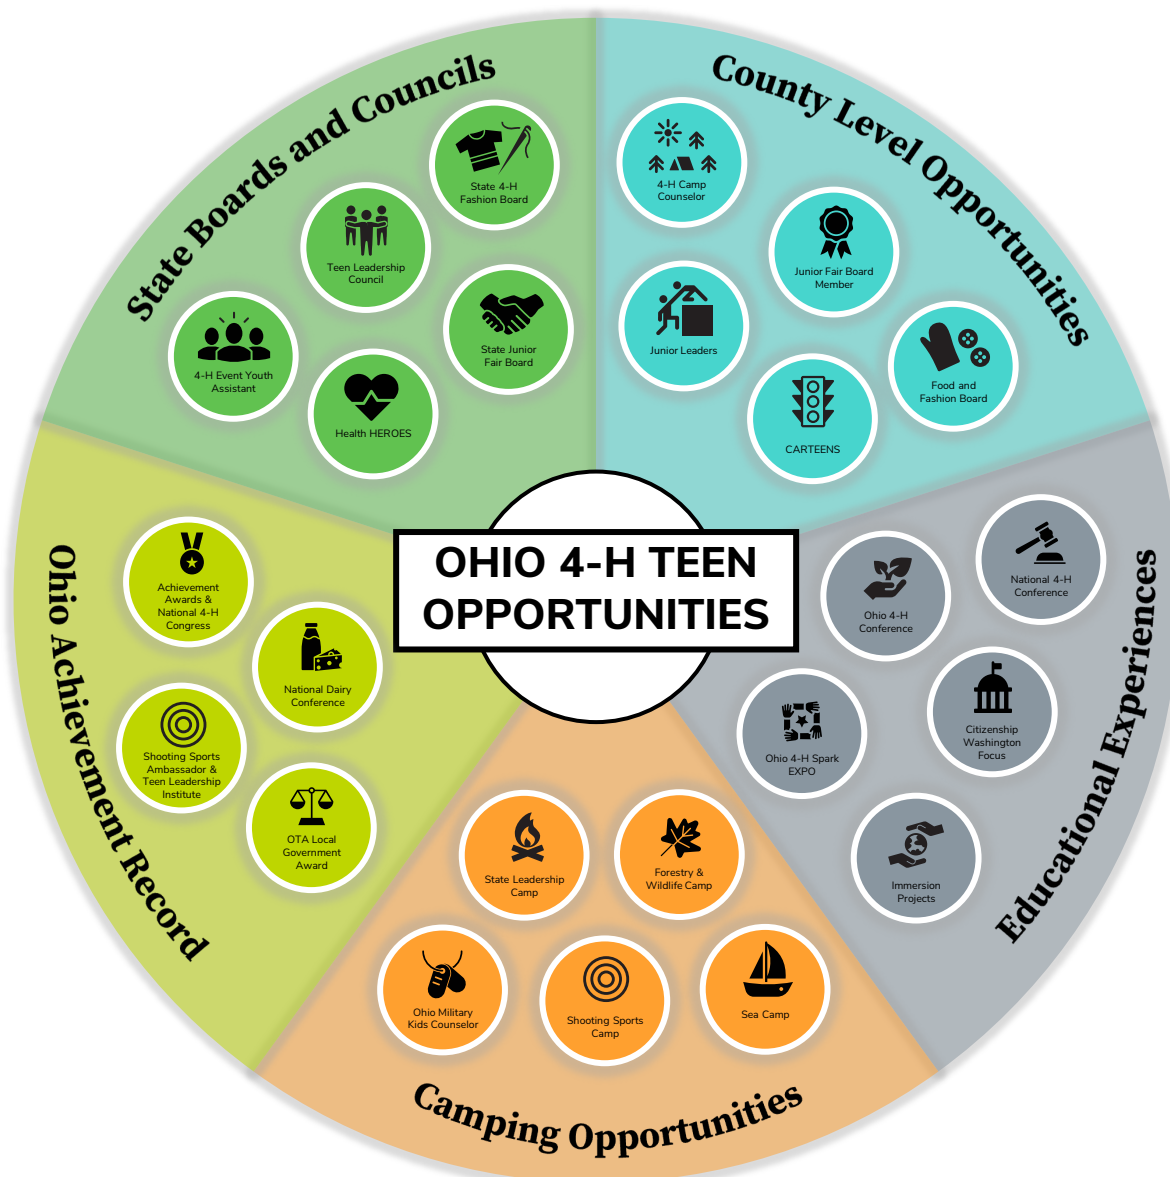 OHIO 4-H TEEN
OPPORTUNITIES
State Boards and Councils
State 4-H
Fashion Board
Teen Leadership
Council
State Junior
Fair Board
4-H Event Youth
Assistant
Health HEROES
County Level Opportunities
4-H Camp
Counselor
Junior Fair Board
Member
Junior Leaders
Food and
Fashion Board
CARTEENS
Educational Experiences
National 4-H
Conference
Ohio 4-H
Conference
Citizenship
Washington
Focus
Ohio 4-H Spark
EXPO
Immersion
Projects
Camping Opportunities
State Leadership
Camp
Forestry &
Wildlife Camp
Ohio Military
Kids Counselor
Shooting Sports
Camp
Sea Camp
Ohio Achievement Record
Achievement
Awards &
National 4-H
Congress
National Dairy
Conference
Shooting Sports
Ambassador &
Teen Leadership
Institute
OTA Local
Government
Award